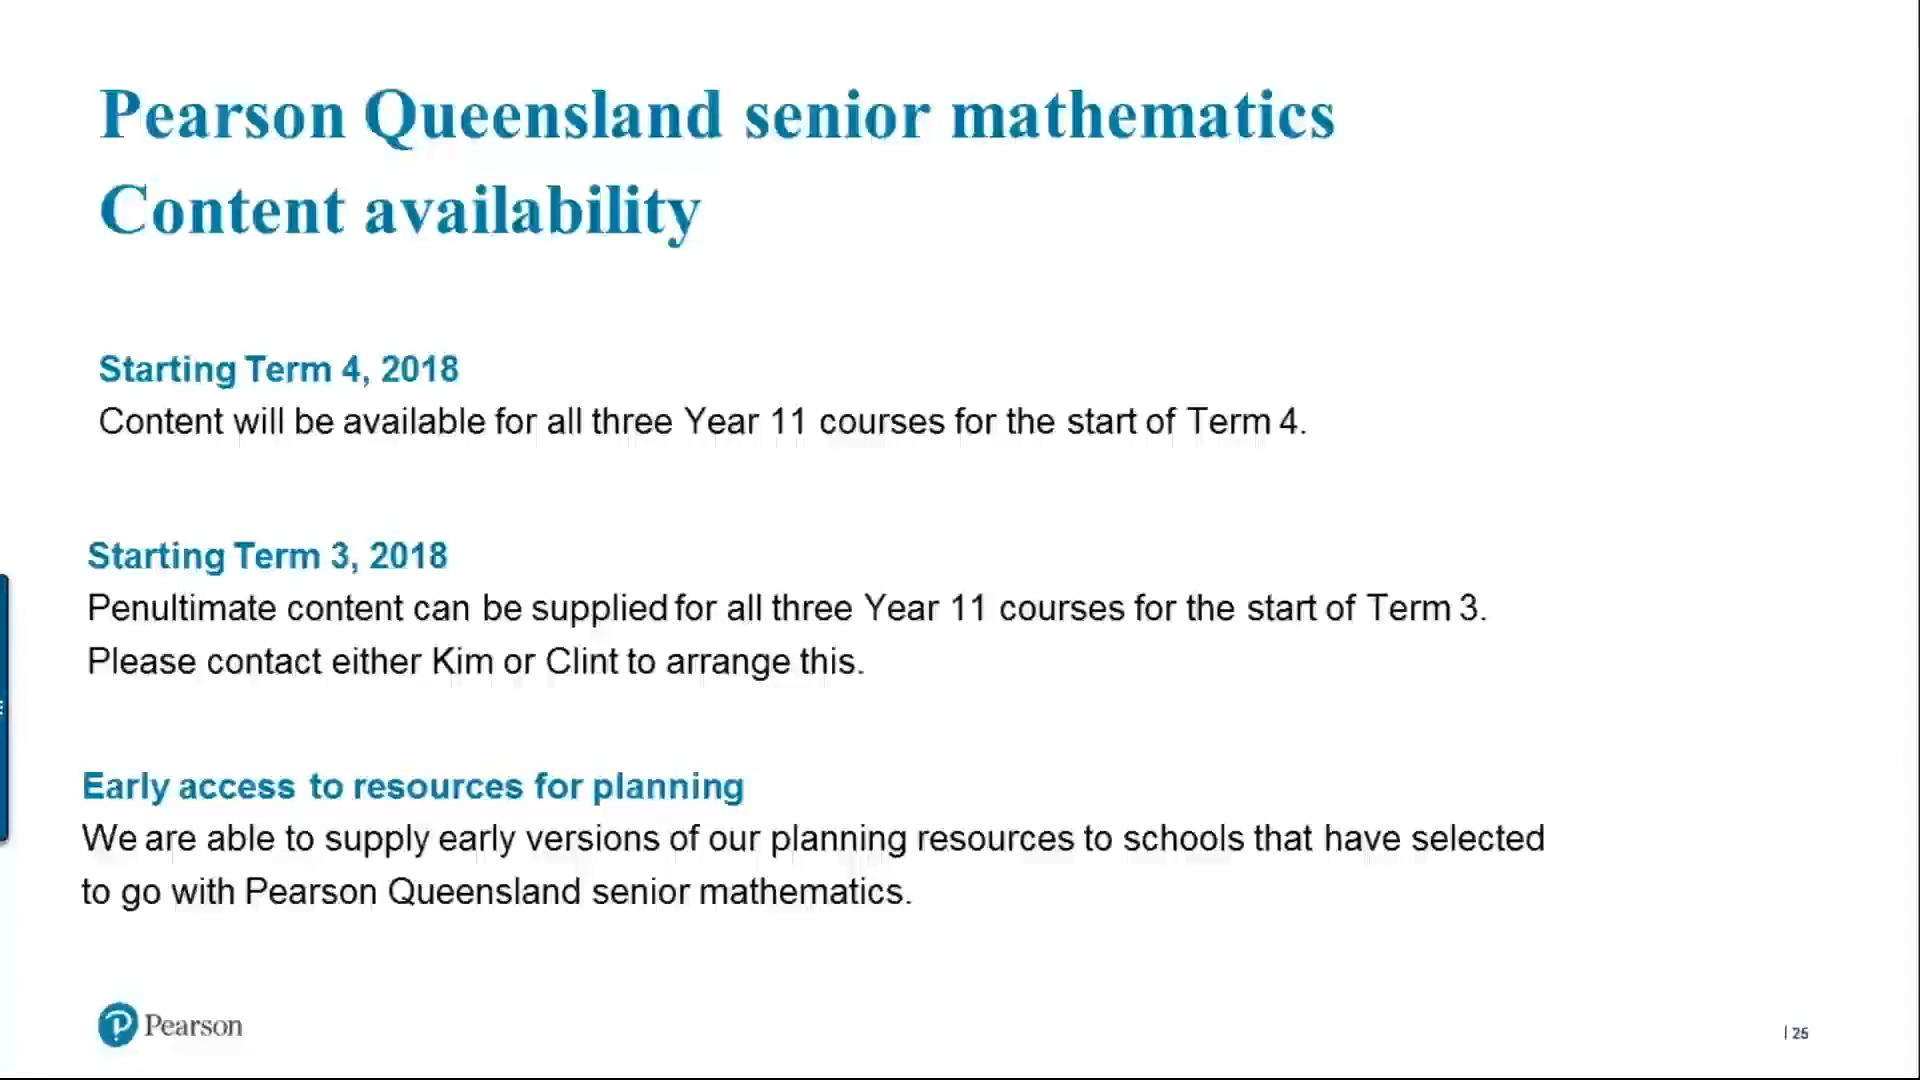 Pearson Queensland senior mathematics
Content availability
Starting Term 4, 2018
Content will be available for all three Year 11 courses for the start of Term 4.
Starting Term 3, 2018
Penultimate content can be supplied for all three Year 11 courses for the start of Term 3.
Please contact either Kim or Clint to arrange this.
Early access to resources for planning
We are able to supply early versions of our planning resources to schools that have selected
to go with Pearson Queensland senior mathematics.
Pearson
| 25